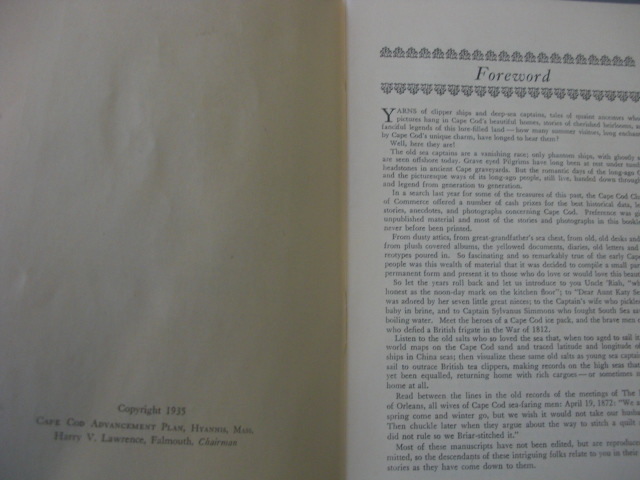 Copyright 1935
CAPE COD ADVANCEMENT PLAN, HYANNIS, MASS.
Harry V. Lawrence, Falmouth, Chairman
Foreword
YARNS of clipper ships and deep-sea captains, tales of quaint
pictures hang in Cape Cod's beautiful homes, stories of cherished heirlooms,
fanciful legends of this lore-filled land—how many summer visitors, long
by Cape Cod's unique charm, have longed to hear them?
Well, here they are!
The old sea captains are a vanishing race; only phantom ships, with ghostly
are seen offshore today. Grave eyed Pilgrims have long been at rest under
headstones in ancient Cape graveyards. But the romantic days of the long-ago
and the picturesque ways of its long-ago people, still live, handed down through
and legend from generation to generation.
In a search last year for some of the treasures of this past, the Cape Cod
of Commerce offered a number of cash prizes for the best historical data,
stories, anecdotes, and photographs concerning Cape Cod. Preference was
unpublished material and most of the stories and photographs in this
never before been printed.
From dusty attics, from great-grandfather's sea chest, from old, old desks and
from plush covered albums, the yellowed documents, diaries, old letters and
rotypes poured in. So fascinating and so remarkably true of the early Cape
people was this wealth of material that it was decided to compile a small
permanent form and present it to those who do love or would love this
So let the years roll back and let us introduce to you Uncle 'Rish,
honest as the noon-day mark on the kitchen floor"; to "Dear Aunt Katy
was adored by her seven little great nieces; to the Captain's wife who
baby in brine, and to Captain Sylvanus Simmons who fought South Sea
boiling water. Meet the heroes of a Cape Cod ice pack, and the brave men
who defied a British frigate in the War of 1812.
Listen to the old salts who so loved the sea that, when too aged to sail
world maps on the Cape Cod sand and traced latitude and longitude of
ships in China seas; then visualize these same old salts as young sea
sail to outrace British tea clippers, making records on the high seas that
yet been equalled, returning home with rich cargoes—or sometimes
home at all.
Read between the lines in the old records of the meetings of The
of Orleans, all wives of Cape Cod sea-faring men: April 19, 1872: "We
spring come and winter go, but we wish it would not take our
Then chuckle later when they argue about the way to stitch a quilt
did not rule so we Briar-stitched it."
Most of these manuscripts have not been edited, but are
mitted, so the descendants of these intriguing folks relate to you in their
stories as they have come down to them.